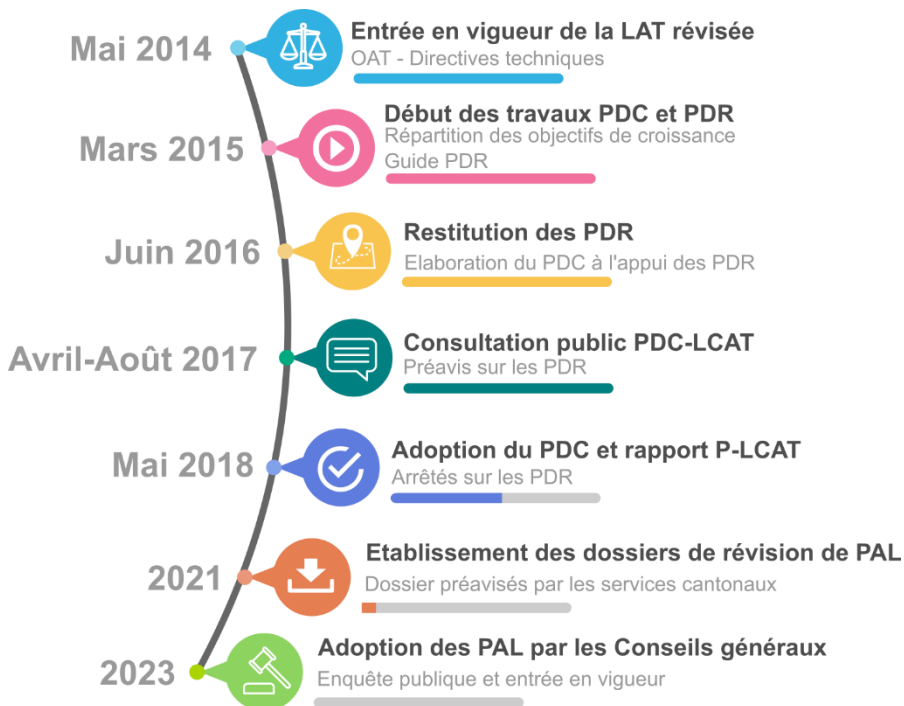 Mai 2014
Entrée en vigueur de la LAT révisée
OAT - Directives techniques
Mars 2015
Début des travaux PDC et PDR
Répartition des objectifs de croissance
Guide PDR
Juin 2016
Restitution des PDR
Elaboration du PDC à l'appui des PDR
Avril-Août 2017
Consultation public PDC-LCAT
Préavis sur les PDR
Mai 2018
Adoption du PDC et rapport P-LCAT
Arrêtés sur les PDR
2021
Etablissement des dossiers de révision de PAL
Dossier préavisés par les services cantonaux
2023
Adoption des PAL par les Conseils généraux
Enquête publique et entrée en vigueur